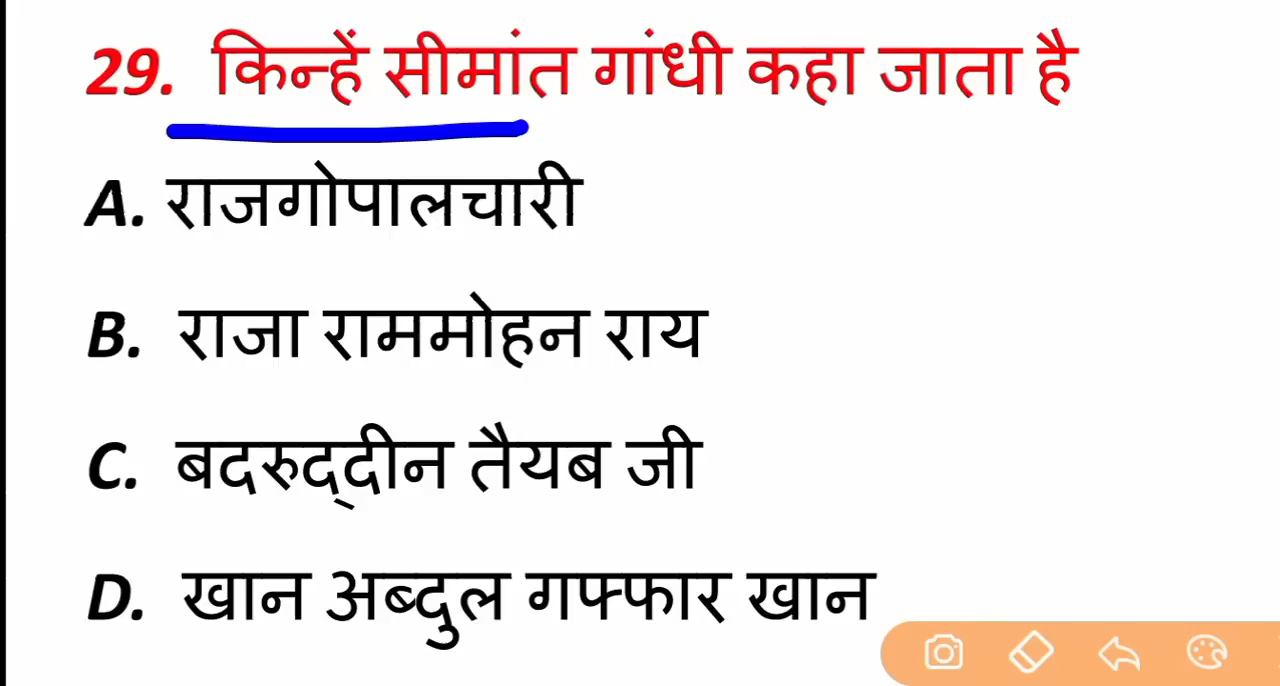 29. किन्हें सीमांत गांधी कहा जाता है
A. राजगोपालचारी
B. राजा राममोहन राय
C. बदरुद्दीन तैयब जी
D. खान अब्दुल गफ्फार खान